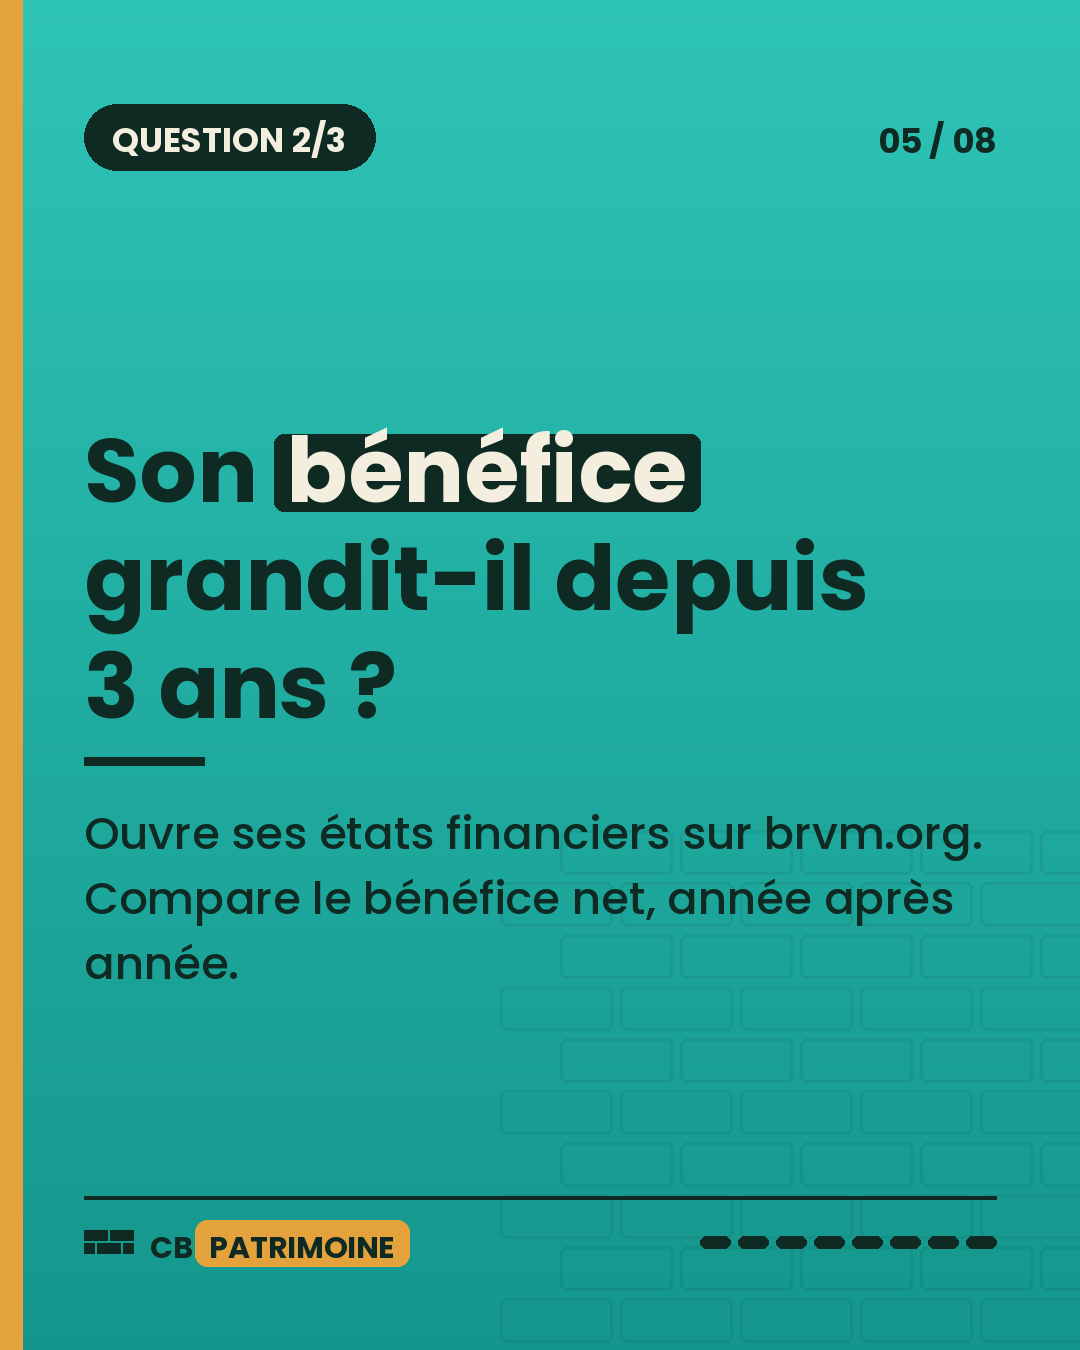 QUESTION 2/3
05 / 08
Son bénéfice
grandit-il depuis
3 ans ?
Ouvre ses états financiers sur brvm.org.
Compare le bénéfice net, année après
année.
CB PATRIMOINE